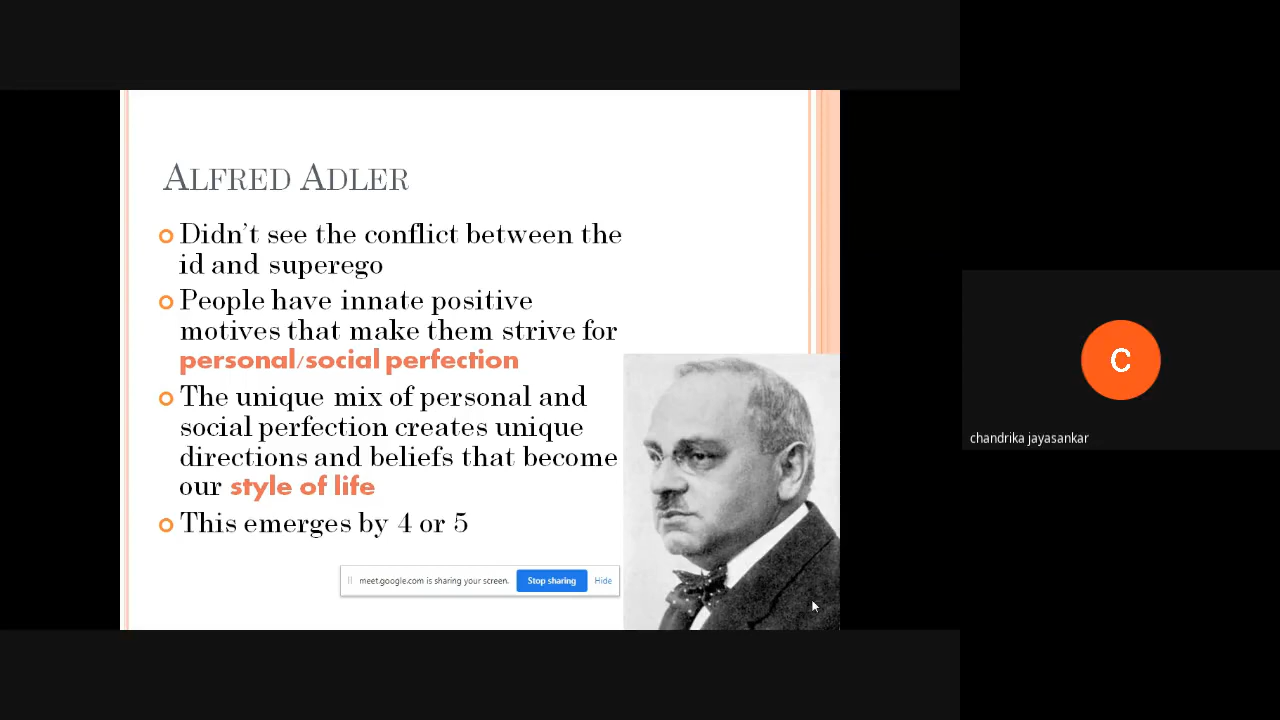 ALFRED ADLER
Didn't see the conflict between the
id and superego
People have innate positive
motives that make them strive for
personal/social perfection
The unique mix of personal and
social perfection creates unique
directions and beliefs that become
our style of life
This emerges by 4 or 5
meet.google.com is sharing your screen. Stop sharing Hide
C
chandrika jayasankar